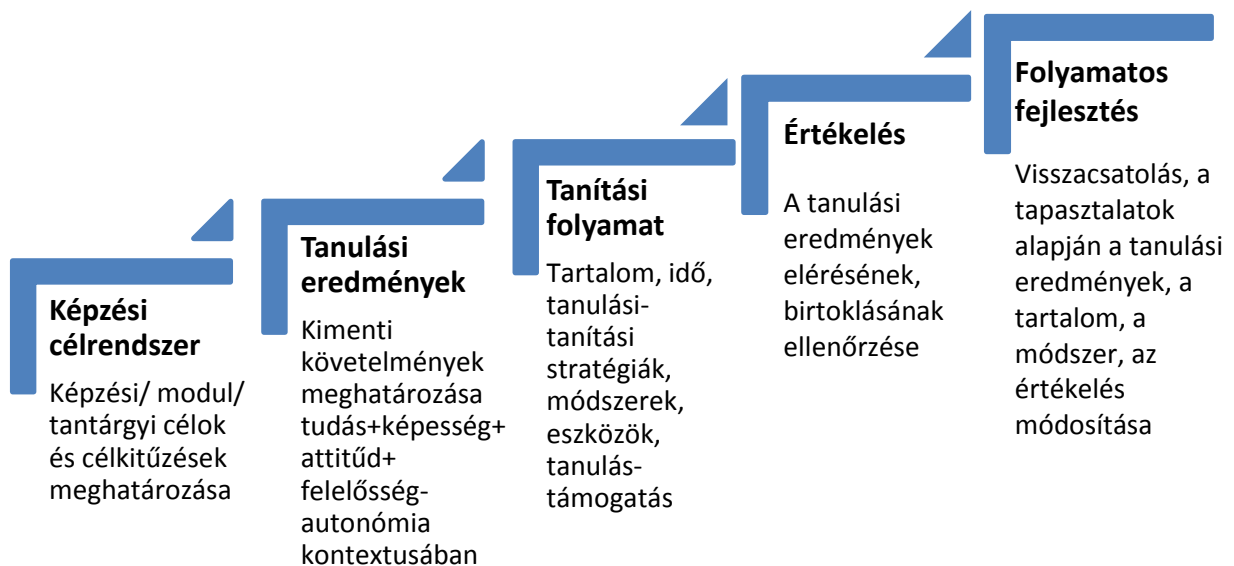 Képzési
célrendszer
Képzési/ modul/
tantárgyi célok
és célkitűzések
meghatározása
Tanulási
eredmények
Kimenti
követelmények
meghatározása
tudás+képesség+
attitűd+
felelősség-
autonómia
kontextusában
Tanítási
folyamat
Tartalom, idő,
tanulási-
tanítási
stratégiák,
módszerek,
eszközök,
tanulás-
támogatás
Értékelés
A tanulási
eredmények
elérésének,
birtoklásának
ellenőrzése
Folyamatos
fejlesztés
Visszacsatolás, a
tapasztalatok
alapján a tanulási
eredmények, a
tartalom, a
módszer, az
értékelés
módosítása